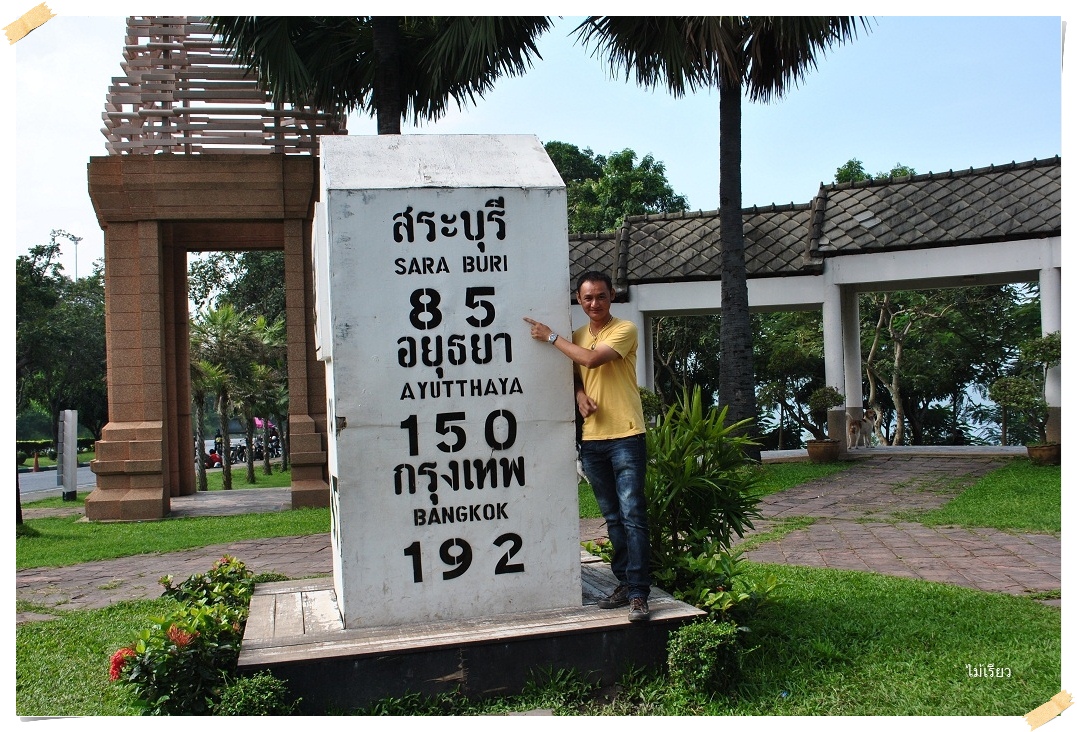 สระบุรี
SARA BURI
85
อยุธยา
AYUTTHAYA
150
กรุงเทพ
BANGKOK
192
ไม้เรียว